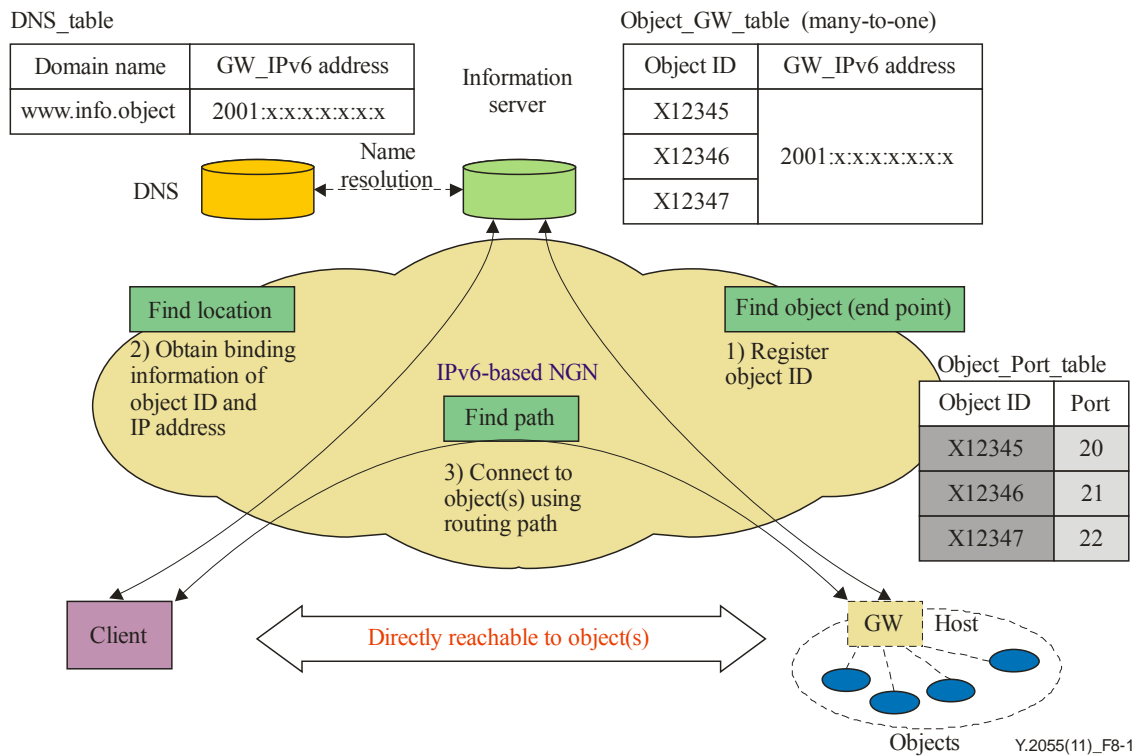 DNS_table
Domain name GW_IPv6 address
www.info.object 2001:x:x:x:x:x:x:x
Information
server
Object_GW_table (many-to-one)
Object ID GW_IPv6 address
X12345
X12346 2001:x:x:x:x:x:x:x
X12347
DNS
Name
resolution
Find location
2) Obtain binding
information of
object ID and
IP address
IPv6-based NGN
Find path
3) Connect to
object(s) using
routing path
Find object (end point)
1) Register
object ID
Object_Port_table
Object ID Port
X12345 20
X12346 21
X12347 22
Client
Directly reachable to object(s)
GW
Host
Objects
Y.2055(11)_F8-1